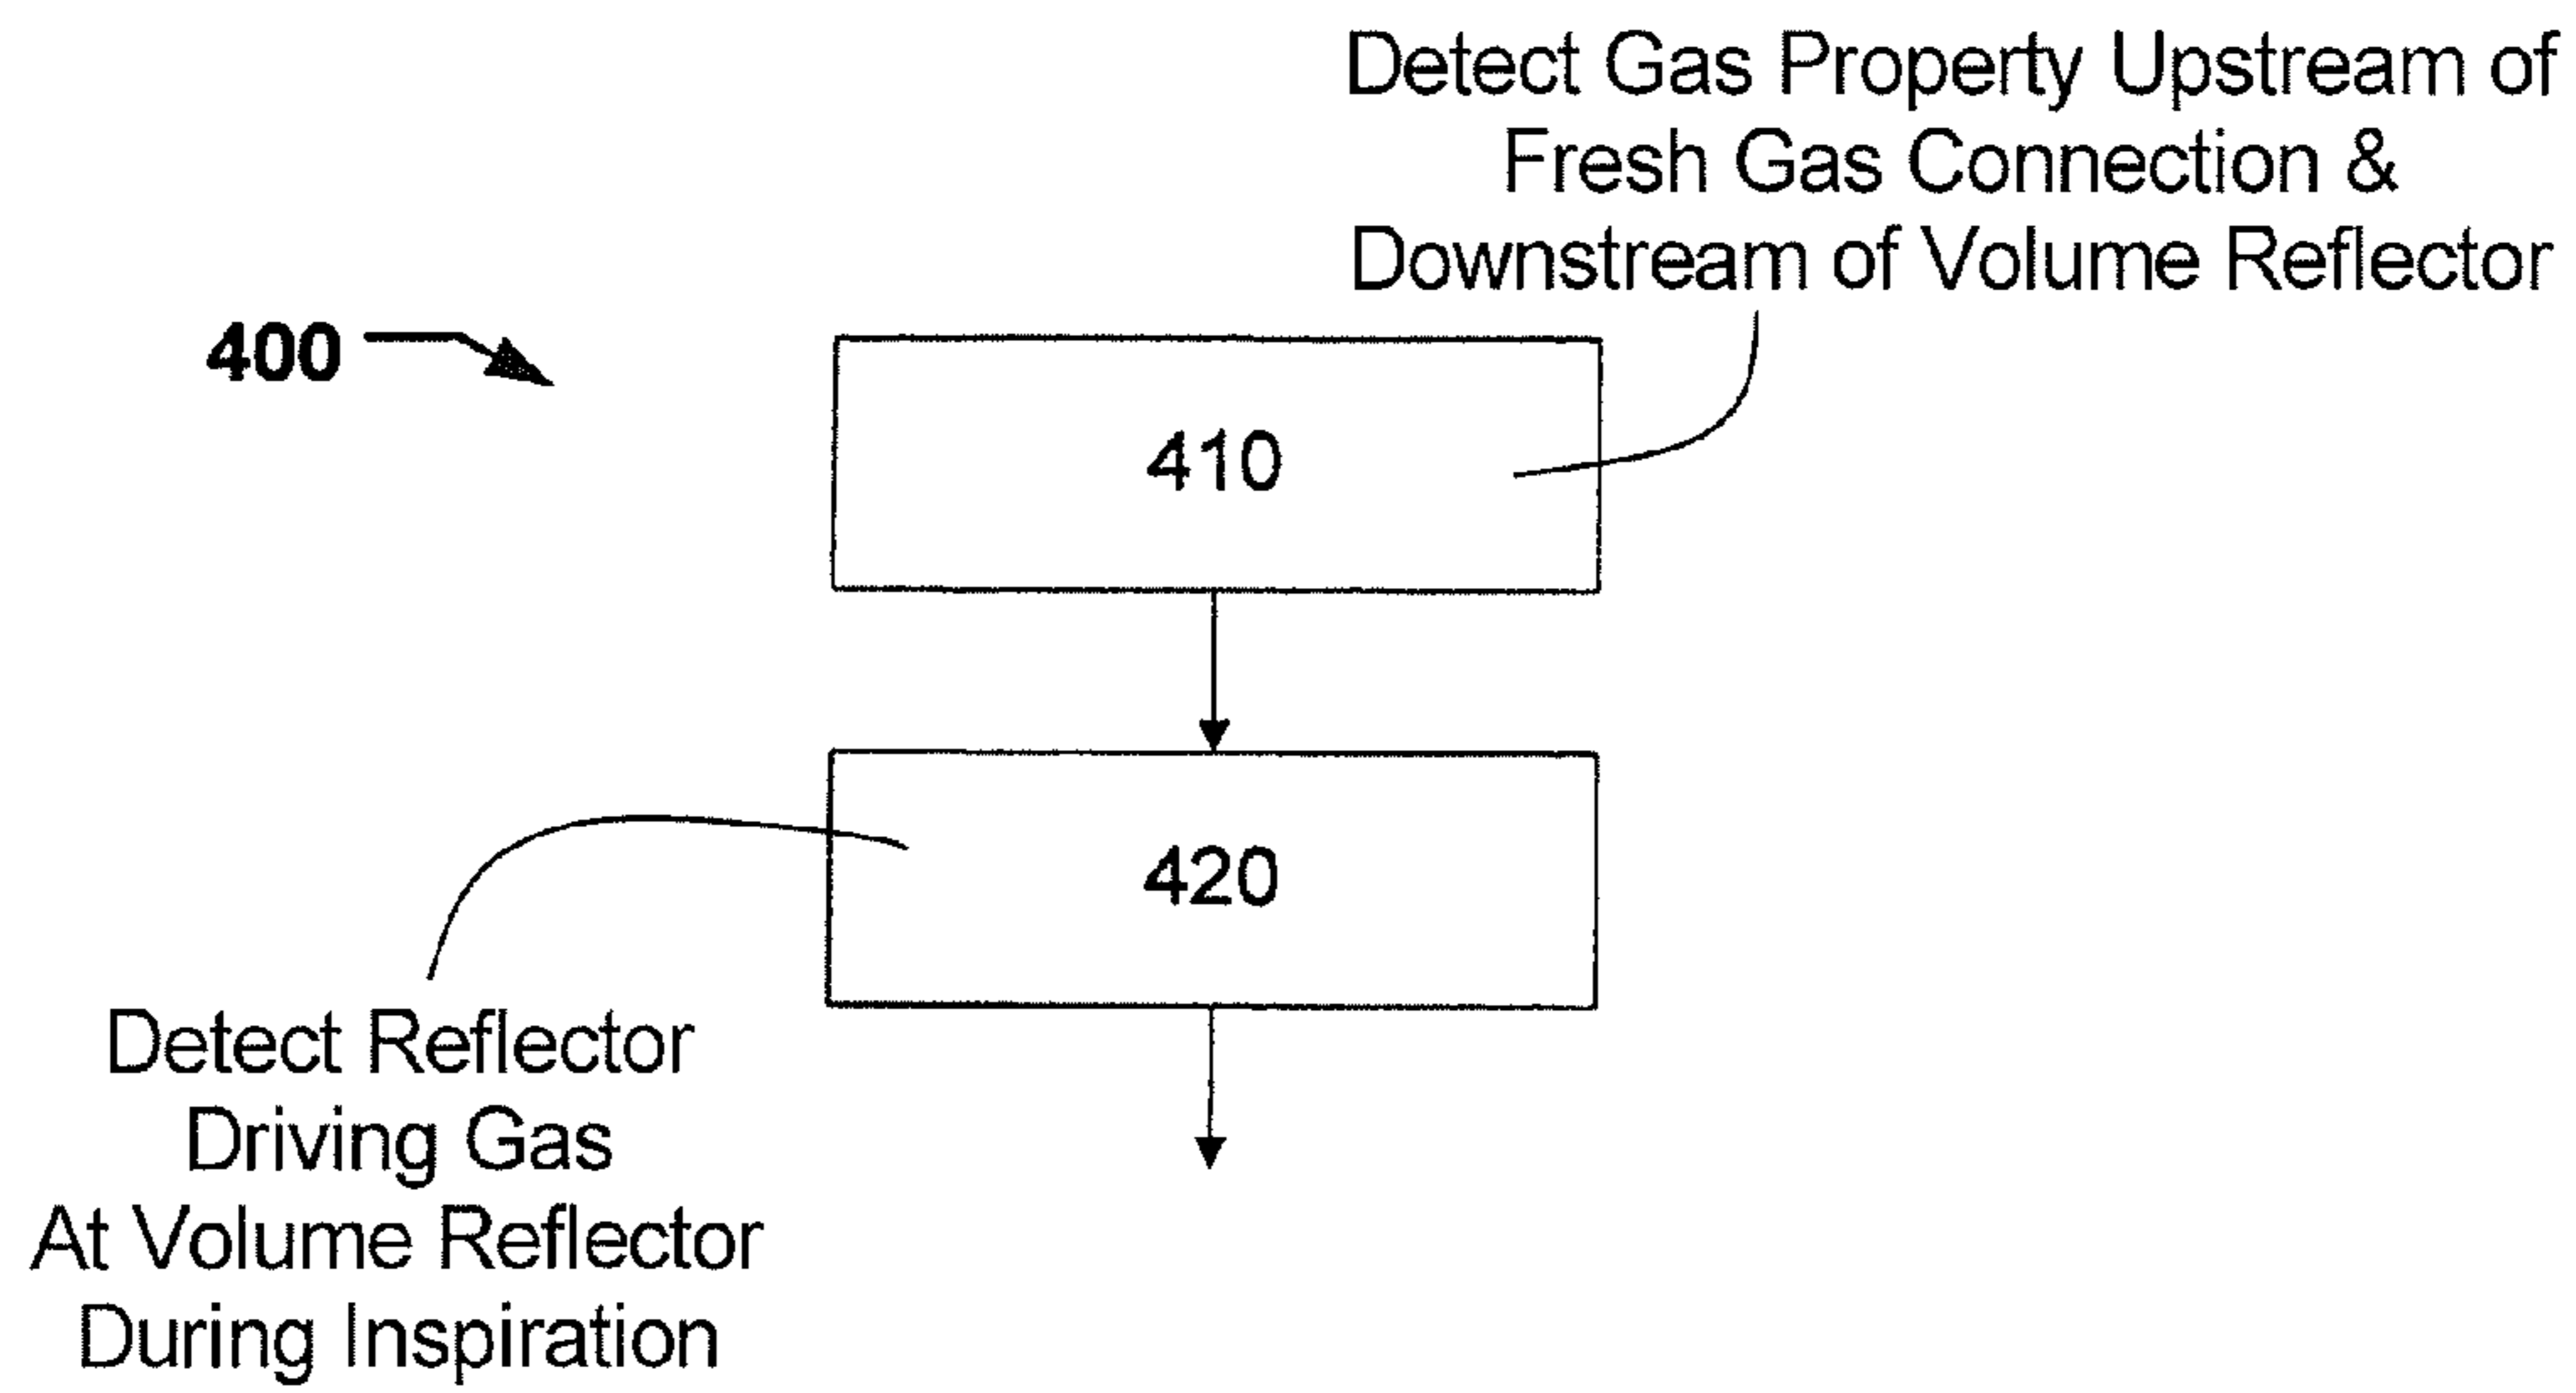 Detect Gas Property Upstream of
Fresh Gas Connection &
Downstream of Volume Reflector
400
410
420
Detect Reflector
Driving Gas
At Volume Reflector
During Inspiration